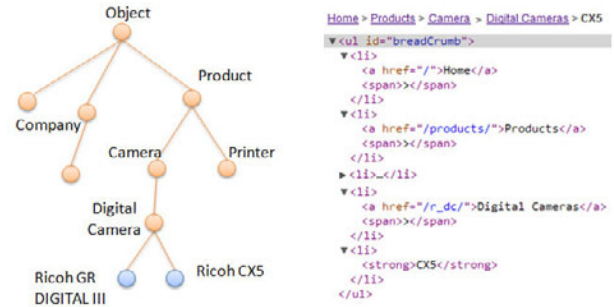 Object
Product
Company
Camera
Printer
Digital
Camera
Ricoh GR
DIGITAL III
Ricoh CX5
Home > Products > Camera > Digital Cameras > CX5
▼<ul id="breadCrumb">
▼<li>
<a href="/">Home</a>
<span>></span>
</li>
▼<li>
<a href="/products/">Products</a>
<span>></span>
</li>
▶<li>…</li>
▼<li>
<a href="/r_dc/">Digital Cameras</a>
<span>></span>
</li>
▼<li>
<strong>CX5</strong>
</li>
</ul>